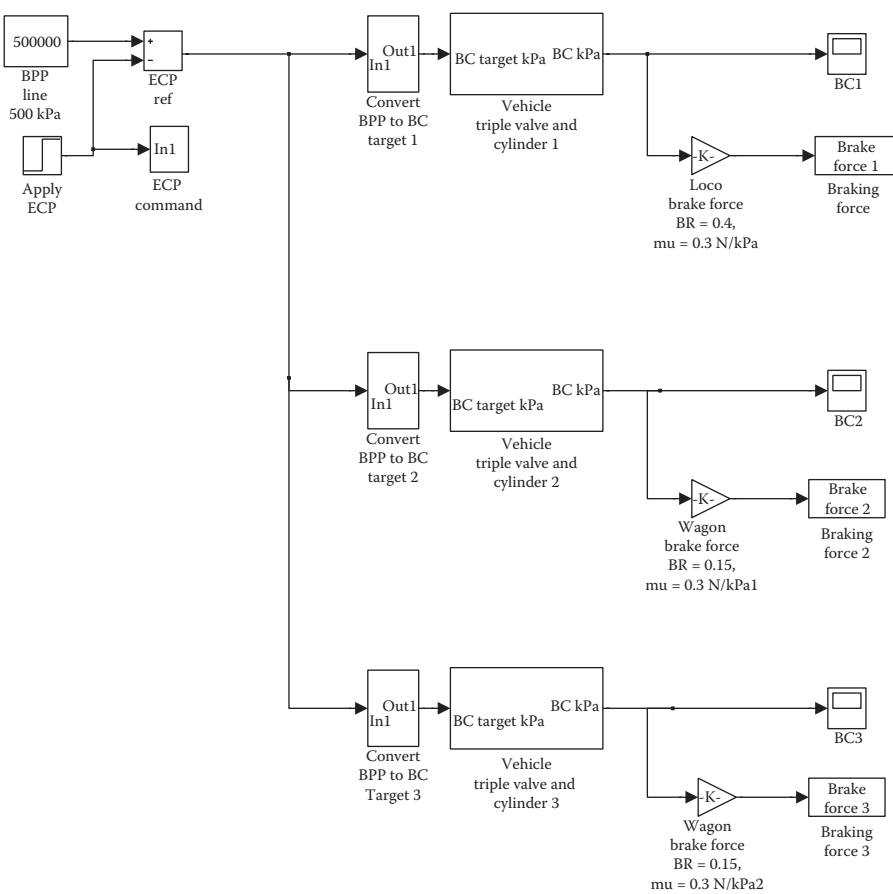 500000
BPP
line
500 kPa
+
−
ECP
ref
Apply
ECP
In1
ECP
command
Out1
In1
Convert
BPP to BC
target 1
BC target kPa
BC kPa
Vehicle
triple valve and
cylinder 1
BC1
-K-
Loco
brake force
BR = 0.4,
mu = 0.3 N/kPa
Brake
force 1
Braking
force
Out1
In1
Convert
BPP to BC
target 2
BC kPa
BC target kPa
Vehicle
triple valve and
cylinder 2
BC2
-K-
Wagon
brake force
BR = 0.15,
mu = 0.3 N/kPa1
Brake
force 2
Braking
force 2
Out1
In1
Convert
BPP to BC
Target 3
BC kPa
BC target kPa
Vehicle
triple valve and
cylinder 3
BC3
-K-
Wagon
brake force
BR = 0.15,
mu = 0.3 N/kPa2
Brake
force 3
Braking
force 3